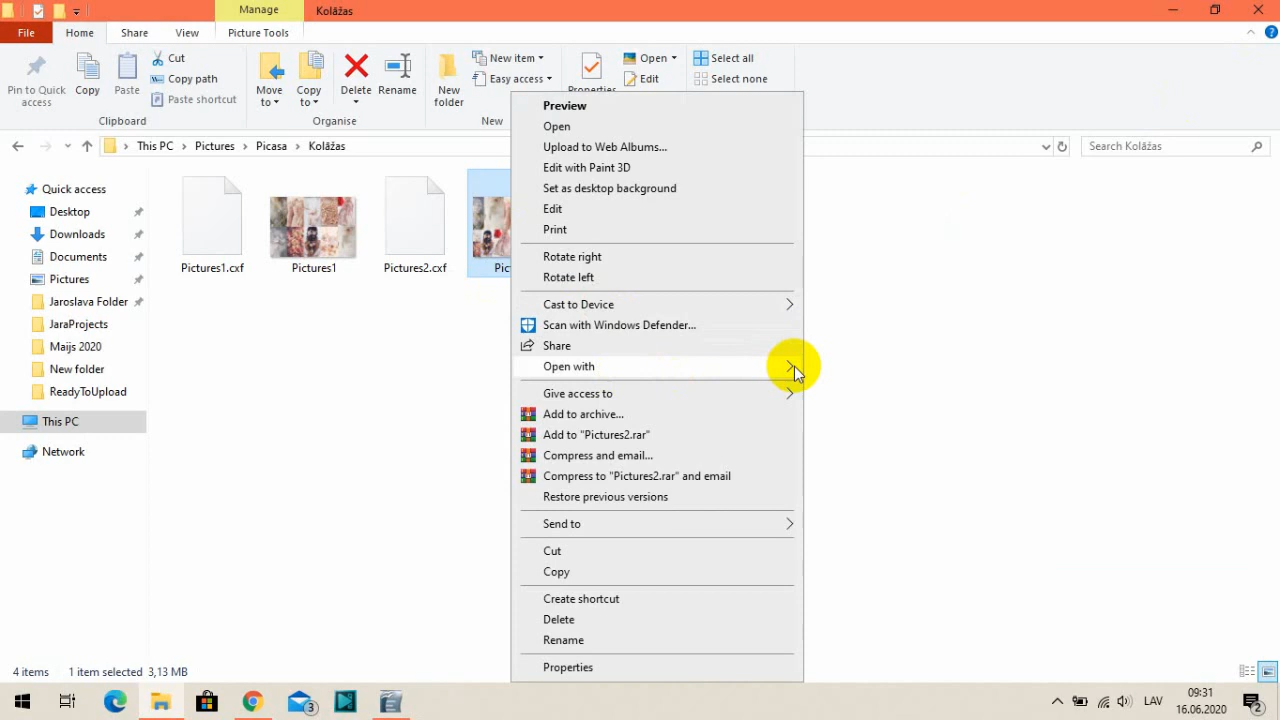 Manage
Kolāžas
File
Home
Share
View
Picture Tools
Pin to Quick access
Copy
Paste
Cut
Copy path
Paste shortcut
Clipboard
Move to
Copy to
Delete
Rename
Organise
New folder
New item
Easy access
New
Properties
Open
Edit
Select all
Select none
This PC
Pictures
Picasa
Kolāžas
Search Kolāžas
Quick access
Desktop
Downloads
Documents
Pictures
Jaroslava Folder
JaraProjects
Maijs 2020
New folder
ReadyToUpload
This PC
Network
Pictures1.cxf
Pictures1
Pictures2.cxf
Preview
Open
Upload to Web Albums...
Edit with Paint 3D
Set as desktop background
Edit
Print
Rotate right
Rotate left
Cast to Device
Scan with Windows Defender...
Share
Open with
Give access to
Add to archive...
Add to "Pictures2.rar"
Compress and email...
Compress to "Pictures2.rar" and email
Restore previous versions
Send to
Cut
Copy
Create shortcut
Delete
Rename
Properties
4 items
1 item selected 3,13 MB
3
LAV
09:31
16.06.2020
2